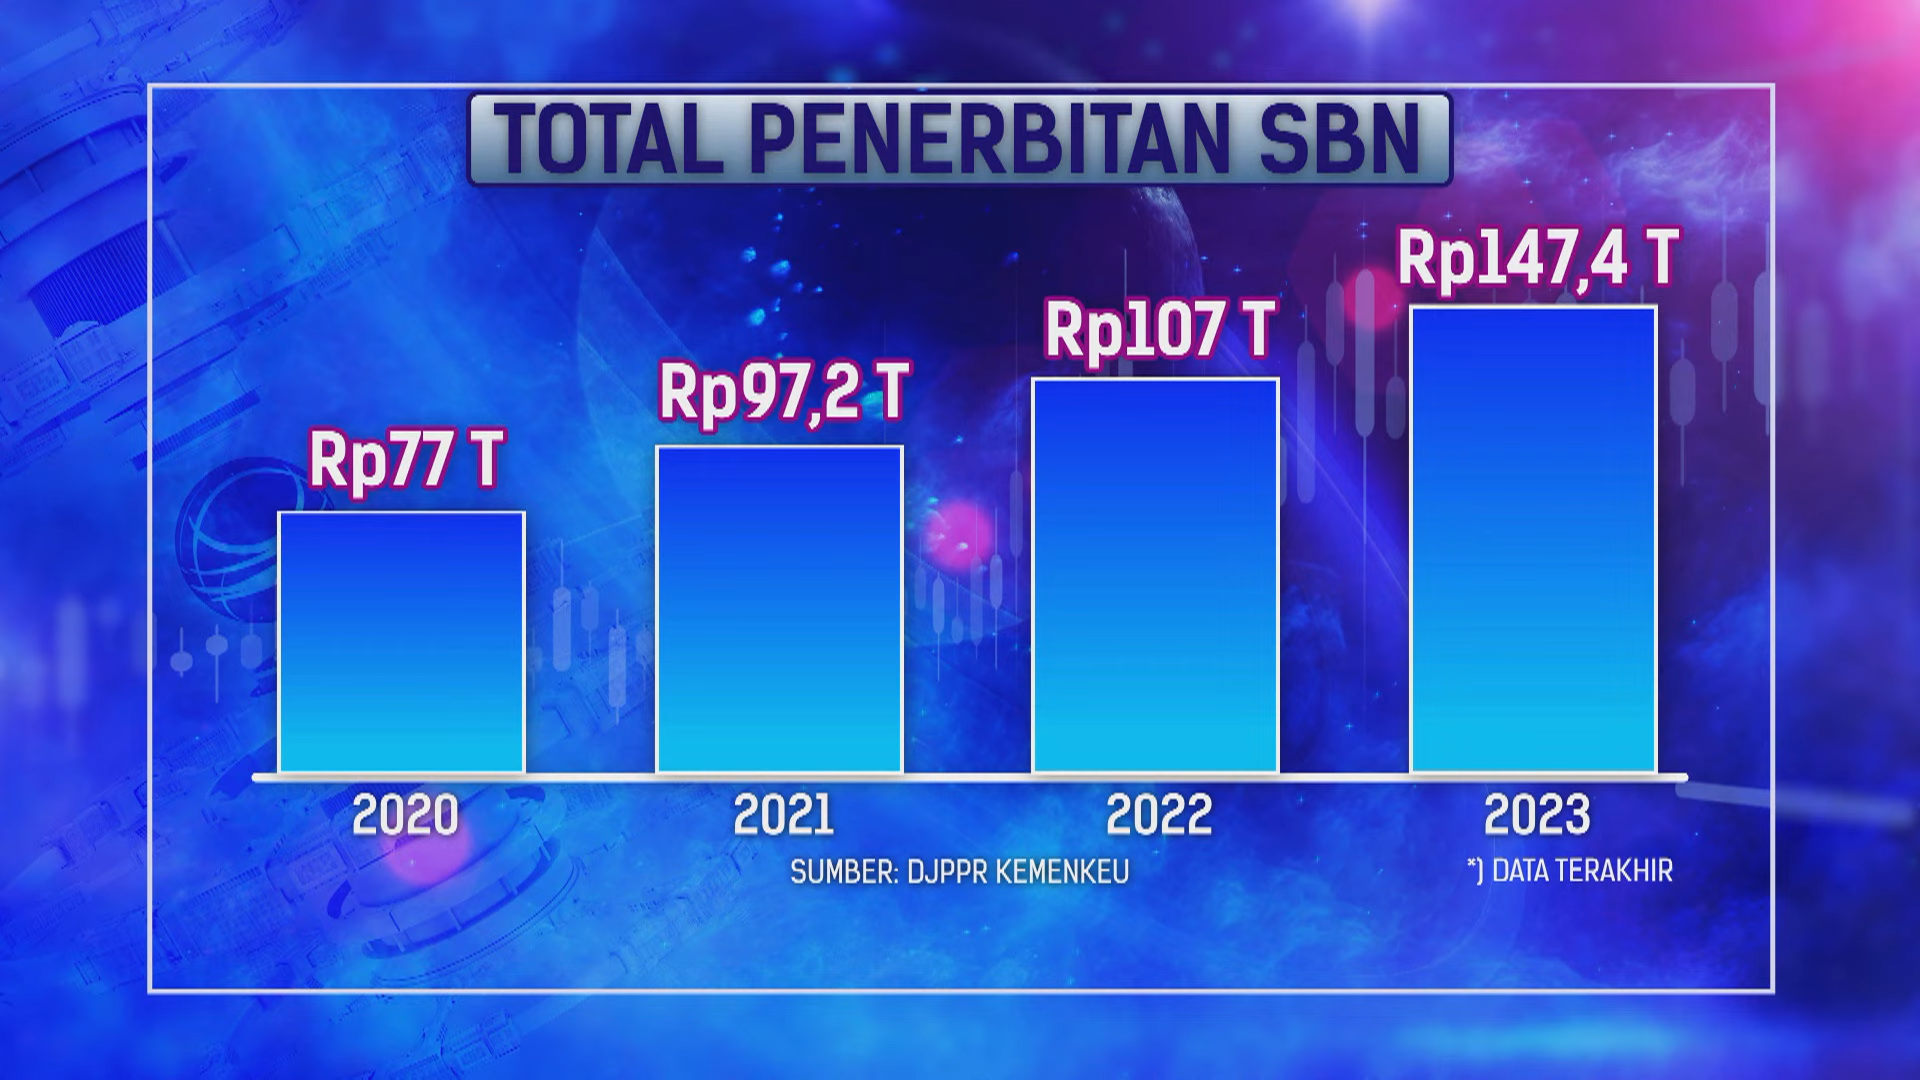 TOTAL PENERBITAN SBN
Rp77 T
Rp97,2 T
Rp107 T
Rp147,4 T
2020
2021
2022
2023
SUMBER: DJPPR KEMENKEU
*) DATA TERAKHIR